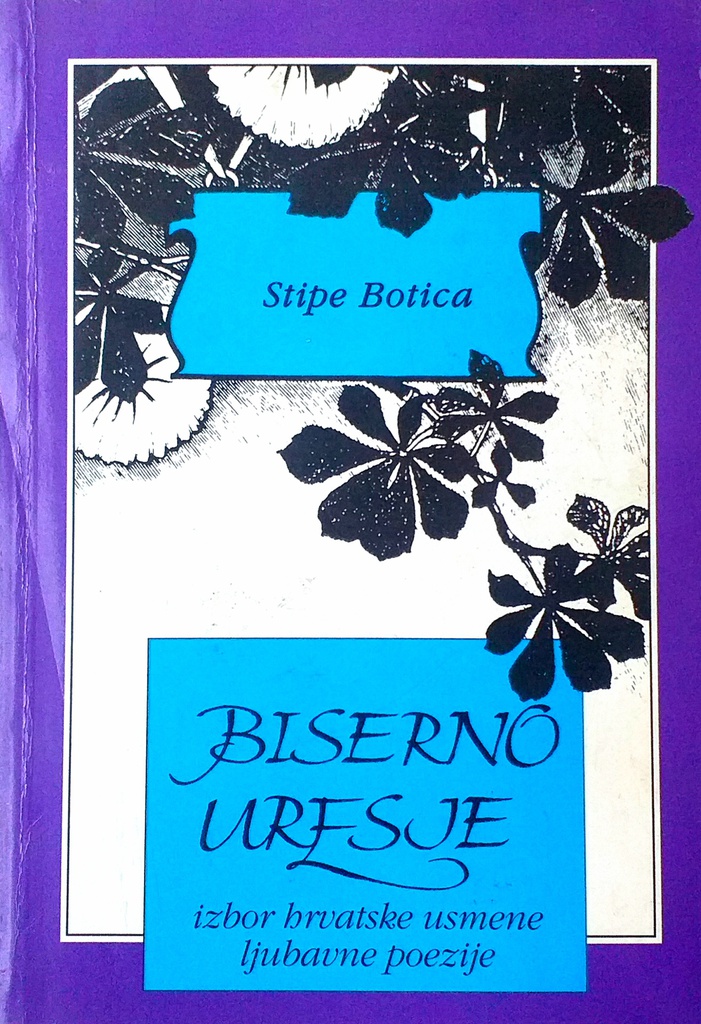 Stipe Botica
BISERNO
URESJE
izbor hrvatske usmene
ljubavne poezije